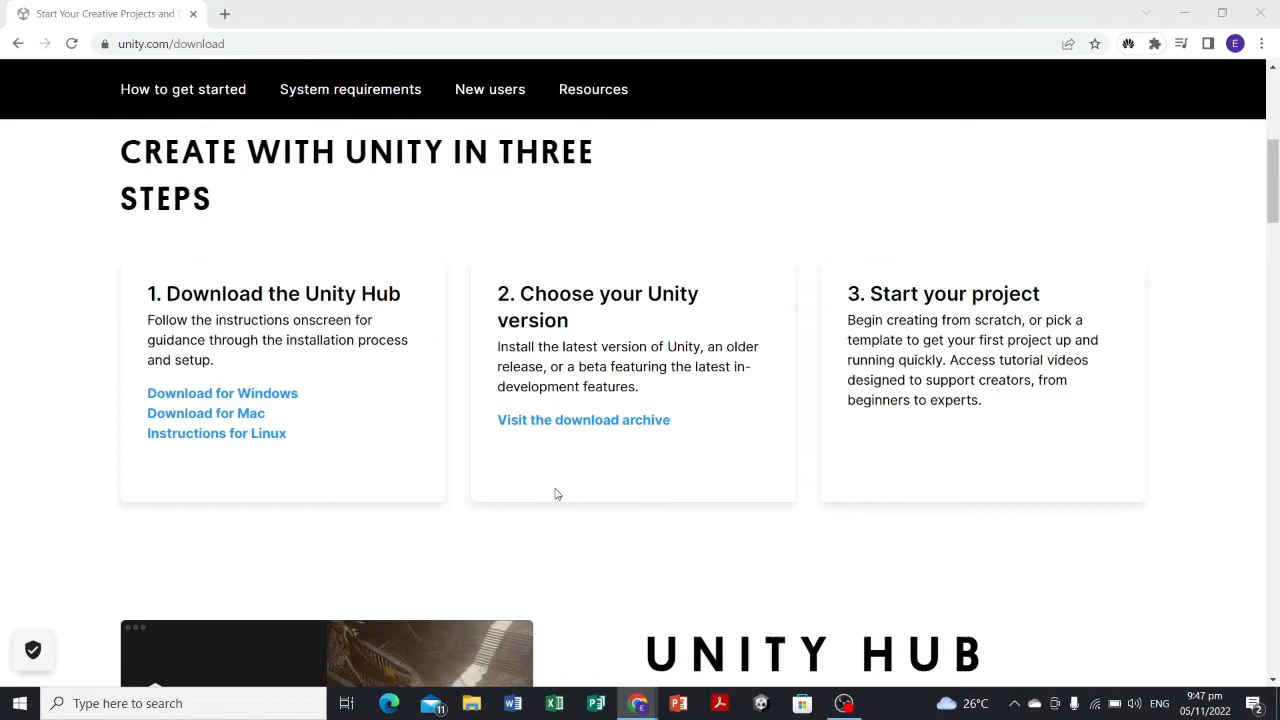 Start Your Creative Projects and D
unity.com/download
E
How to get started
System requirements
New users
Resources
CREATE WITH UNITY IN THREE
STEPS
1. Download the Unity Hub
Follow the instructions onscreen for
guidance through the installation process
and setup.
Download for Windows
Download for Mac
Instructions for Linux
2. Choose your Unity
version
Install the latest version of Unity, an older
release, or a beta featuring the latest in-
development features.
Visit the download archive
3. Start your project
Begin creating from scratch, or pick a
template to get your first project up and
running quickly. Access tutorial videos
designed to support creators, from
beginners to experts.
UNITY HUB
Type here to search
11
26°C
ENG
9:47 pm
05/11/2022
2